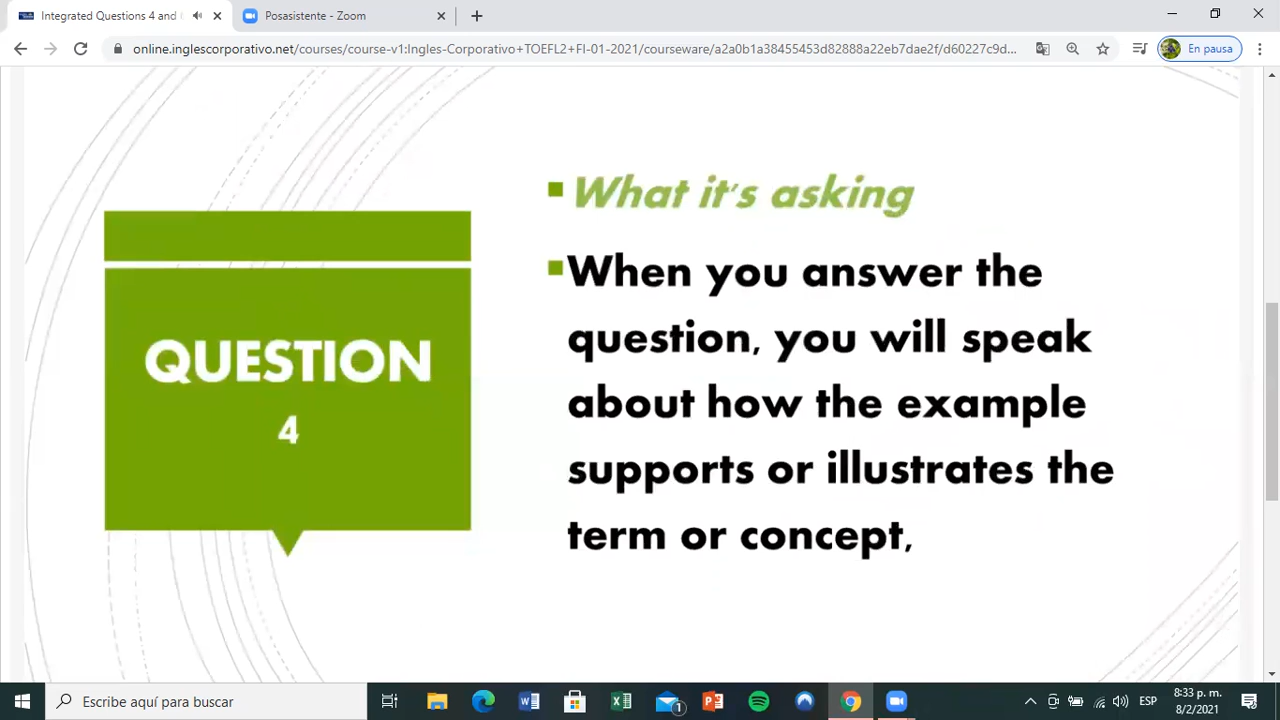 Integrated Questions 4 and
Posasistente - Zoom
online.inglescorporativo.net/courses/course-v1:Ingles-Corporativo+TOEFL2+FI-01-2021/courseware/a2a0b1a38455453d82888a22eb7dae2f/d60227c9d...
En pausa
QUESTION
4
What it's asking
When you answer the
question, you will speak
about how the example
supports or illustrates the
term or concept,
Escribe aquí para buscar
1
ESP
8:33 p. m.
8/2/2021